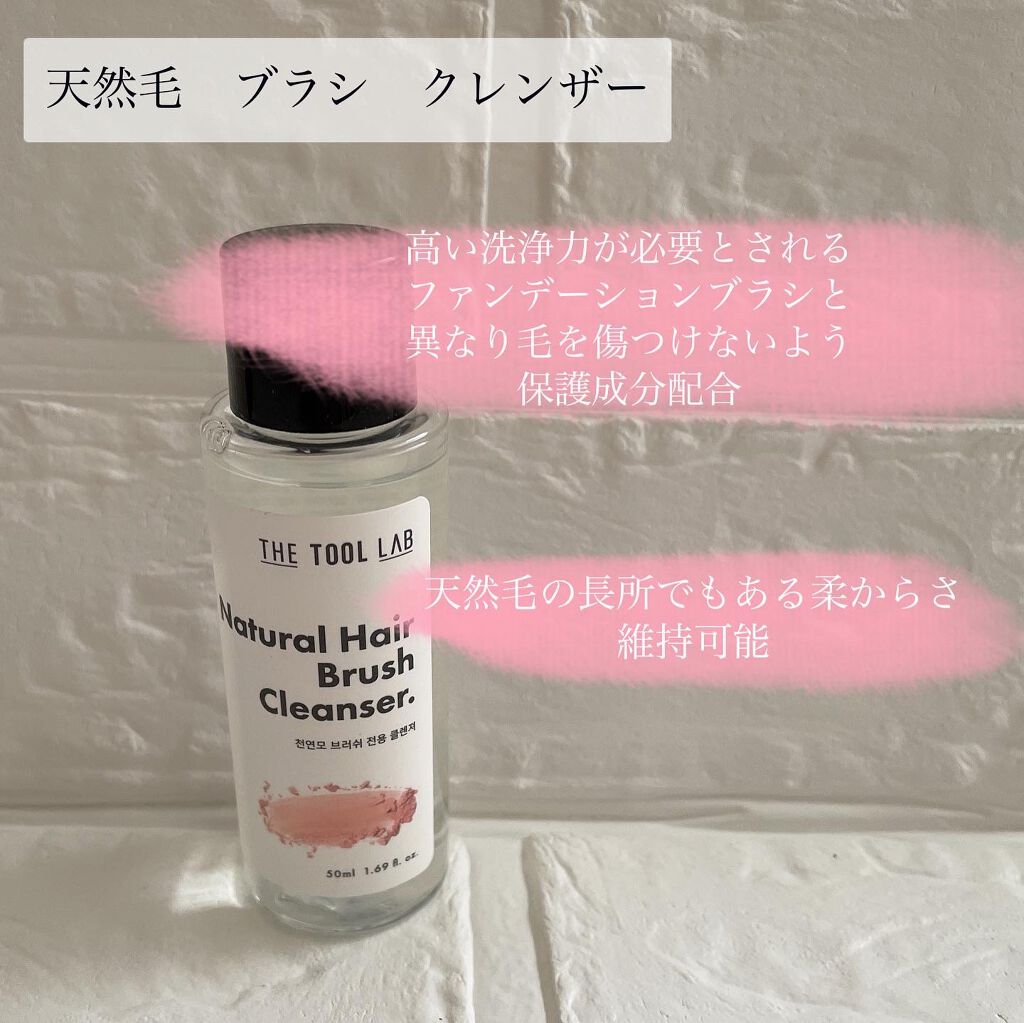 天然毛　ブラシ　クレンザー
高い洗浄力が必要とされる
ファンデーションブラシと
異なり毛を傷つけないよう
保護成分配合
天然毛の長所でもある柔からさ
維持可能
THE TOOL LAB
Natural Hair
Brush
Cleanser.
천연모 브러쉬 전용 클렌저
50ml 1.69 fl. oz.